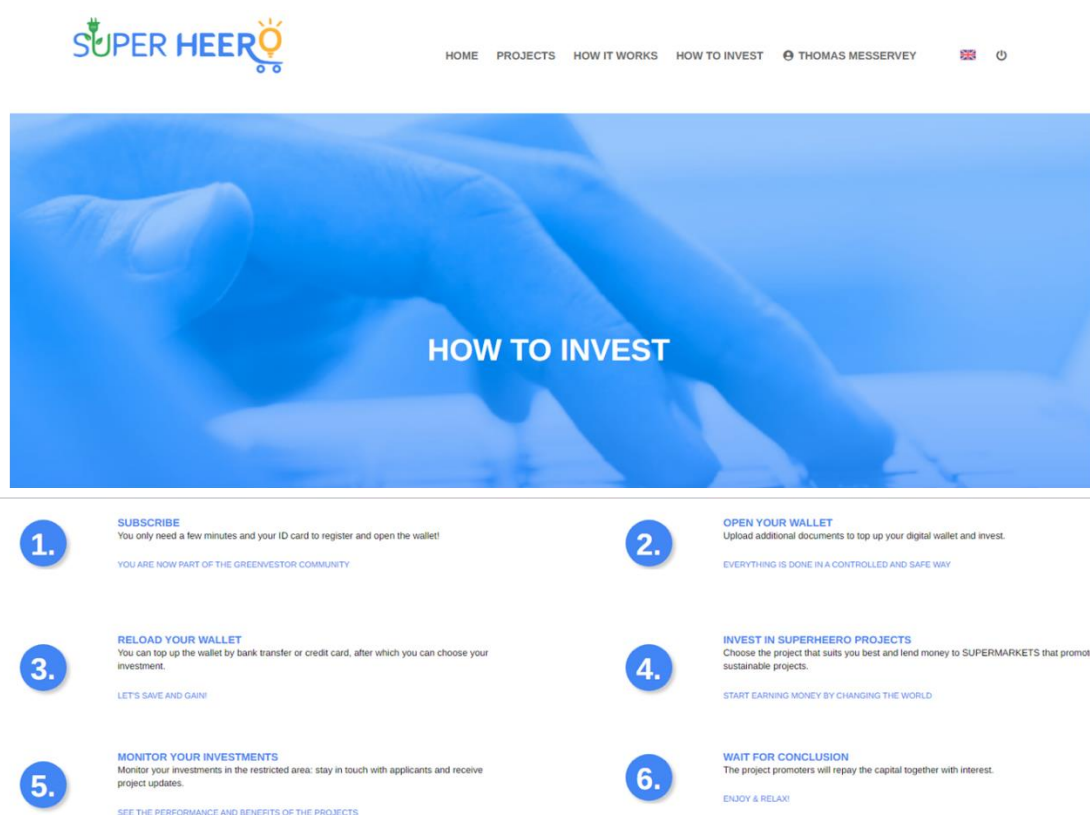 SUPER HEERO
HOME PROJECTS HOW IT WORKS HOW TO INVEST THOMAS MESSERVEY
HOW TO INVEST
1.
SUBSCRIBE
You only need a few minutes and your ID card to register and open the wallet!
YOU ARE NOW PART OF THE GREENVESTOR COMMUNITY
2.
OPEN YOUR WALLET
Upload additional documents to top up your digital wallet and invest.
EVERYTHING IS DONE IN A CONTROLLED AND SAFE WAY
3.
RELOAD YOUR WALLET
You can top up the wallet by bank transfer or credit card, after which you can choose your
investment.
LET'S SAVE AND GAIN!
4.
INVEST IN SUPERHEERO PROJECTS
Choose the project that suits you best and lend money to SUPERMARKETS that promot
sustainable projects.
START EARNING MONEY BY CHANGING THE WORLD
5.
MONITOR YOUR INVESTMENTS
Monitor your investments in the restricted area: stay in touch with applicants and receive
project updates.
SEE THE PERFORMANCE AND BENEFITS OF THE PROJECTS
6.
WAIT FOR CONCLUSION
The project promoters will repay the capital together with interest.
ENJOY & RELAX!